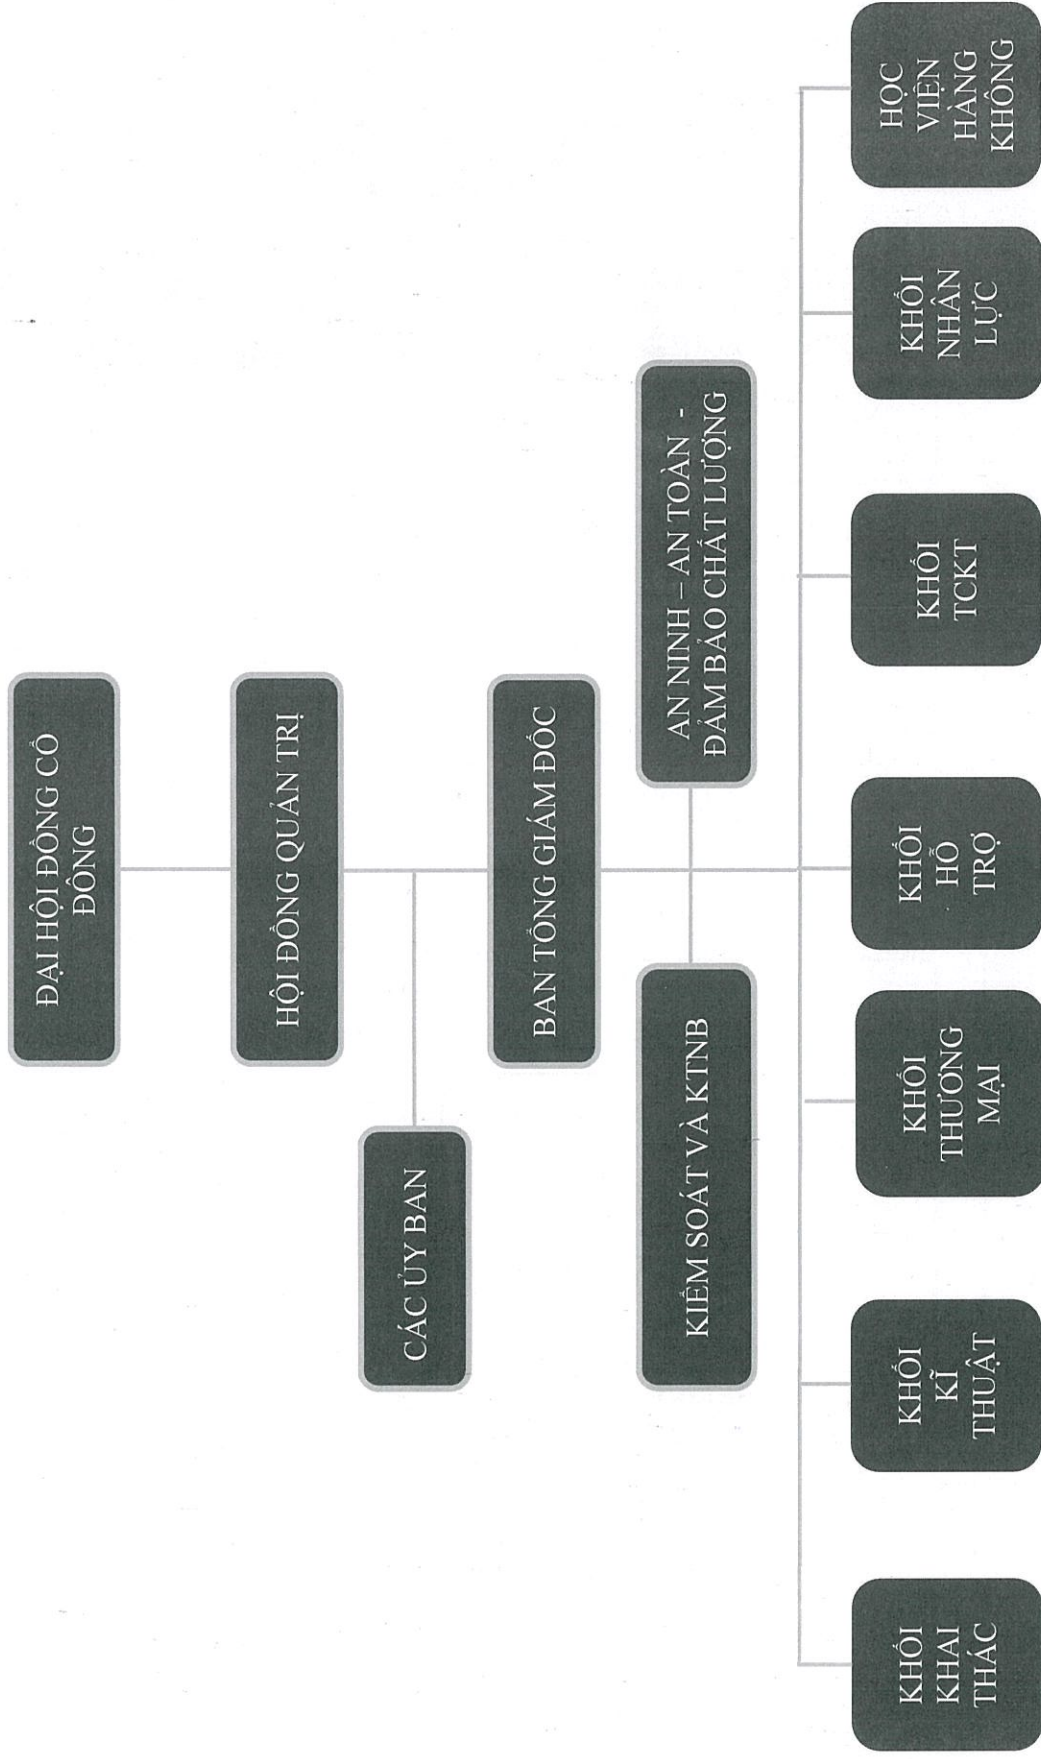 ĐẠI HỘI ĐỒNG CỔ
ĐÔNG
HỘI ĐỒNG QUẢN TRỊ
CÁC ỦY BAN
BAN TỔNG GIÁM ĐỐC
KIỂM SOÁT VÀ KTNB
AN NINH – AN TOÀN -
ĐẢM BẢO CHẤT LƯỢNG
KHỐI
KHAI
THÁC
KHỐI
KĨ
THUẬT
KHỐI
THƯƠNG
MẠI
KHỐI
HỖ
TRỢ
KHỐI
TCKT
KHỐI
NHÂN
LỰC
HỌC
VIỆN
HÀNG
KHÔNG